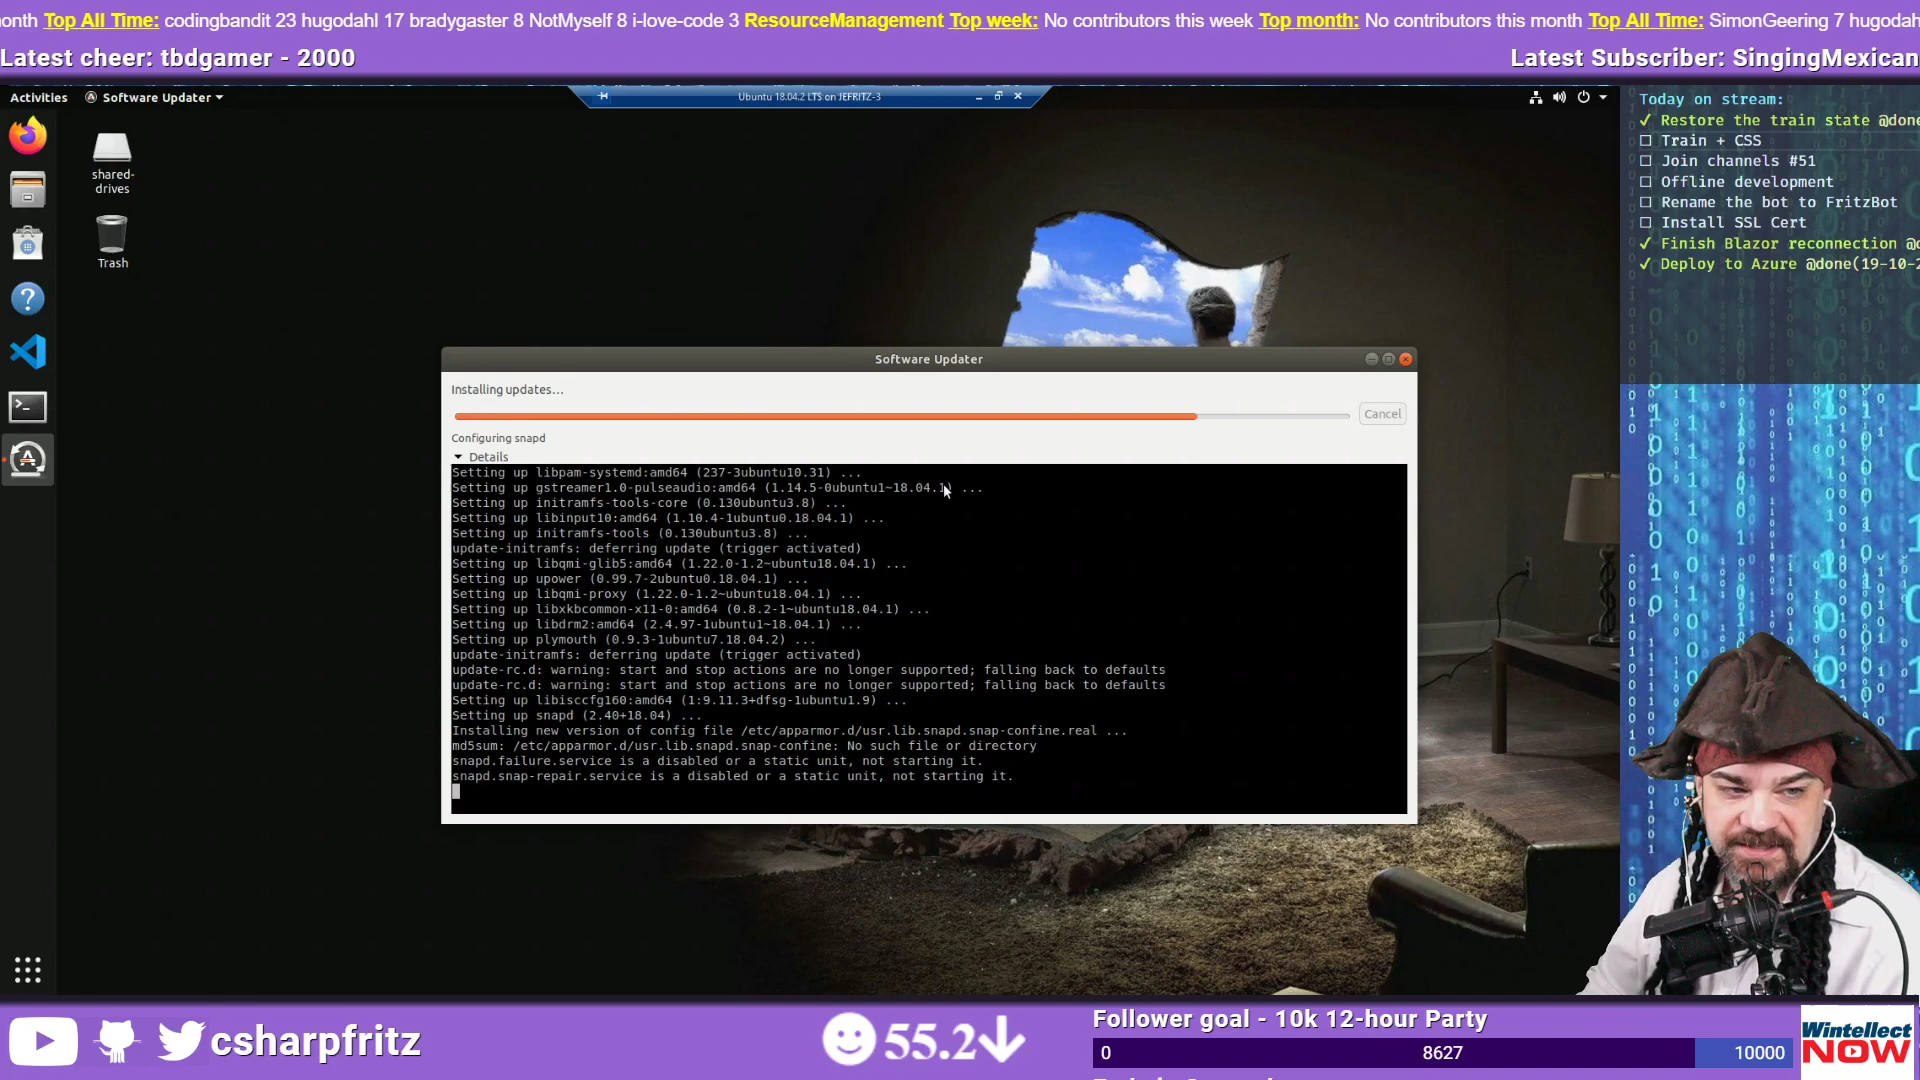 onth Top All Time: codingbandit 23 hugodahl 17 bradygaster 8 NotMyself 8 i-love-code 3 ResourceManagement Top week: No contributors this week Top month: No contributors this month Top All Time: SimonGeering 7 hugodah
Latest cheer: tbdgamer - 2000
Latest Subscriber: SingingMexican
Activities
Software Updater
Ubuntu 18.04.2 LTS on JEFRITZ-3
shared-
drives
Trash
Today on stream:
✓ Restore the train state @done
☐ Train + CSS
☐ Join channels #51
☐ Offline development
☐ Rename the bot to FritzBot
☐ Install SSL Cert
✓ Finish Blazor reconnection @d
✓ Deploy to Azure @done(19-10-2
Software Updater
Installing updates…
Cancel
Configuring snapd
Details
Setting up libpam-systemd:amd64 (237-3ubuntu10.31) ...
Setting up gstreamer1.0-pulseaudio:amd64 (1.14.5-0ubuntu1~18.04.1) ...
Setting up initramfs-tools-core (0.130ubuntu3.8) ...
Setting up libinput10:amd64 (1.10.4-1ubuntu0.18.04.1) ...
Setting up initramfs-tools (0.130ubuntu3.8) ...
update-initramfs: deferring update (trigger activated)
Setting up libqmi-glib5:amd64 (1.22.0-1.2~ubuntu18.04.1) ...
Setting up upower (0.99.7-2ubuntu0.18.04.1) ...
Setting up libqmi-proxy (1.22.0-1.2~ubuntu18.04.1) ...
Setting up libxkbcommon-x11-0:amd64 (0.8.2-1~ubuntu18.04.1) ...
Setting up libdrm2:amd64 (2.4.97-1ubuntu1~18.04.1) ...
Setting up plymouth (0.9.3-1ubuntu7.18.04.2) ...
update-initramfs: deferring update (trigger activated)
update-rc.d: warning: start and stop actions are no longer supported; falling back to defaults
update-rc.d: warning: start and stop actions are no longer supported; falling back to defaults
Setting up libisccfg160:amd64 (1:9.11.3+dfsg-1ubuntu1.9) ...
Setting up snapd (2.40+18.04) ...
Installing new version of config file /etc/apparmor.d/usr.lib.snapd.snap-confine.real ...
md5sum: /etc/apparmor.d/usr.lib.snapd.snap-confine: No such file or directory
snapd.failure.service is a disabled or a static unit, not starting it.
snapd.snap-repair.service is a disabled or a static unit, not starting it.
csharpfritz
55.2
Follower goal - 10k 12-hour Party
0 8627 10000
Wintellect
NOW